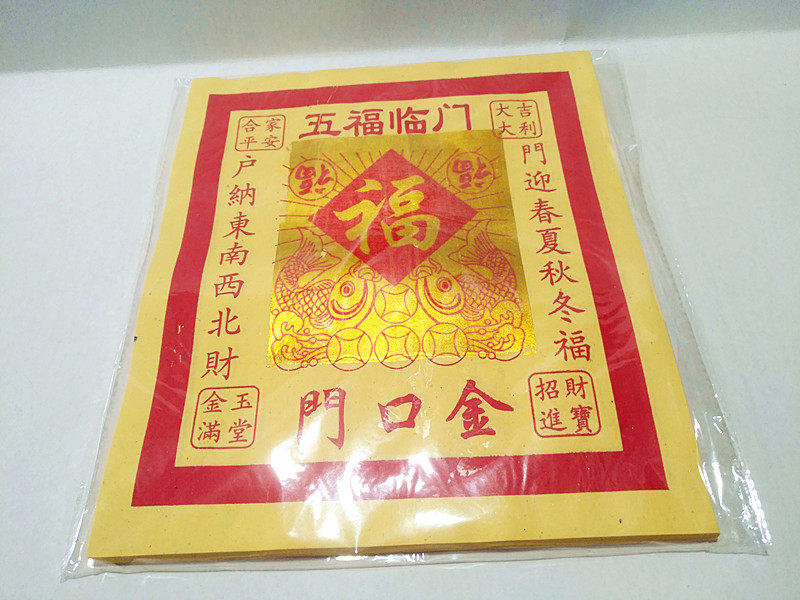 五福临门
合家
平安
大吉
大利
門迎春夏秋冬福
户納東南西北財
福
福
福
金玉
滿堂
門口金
招財
進寶